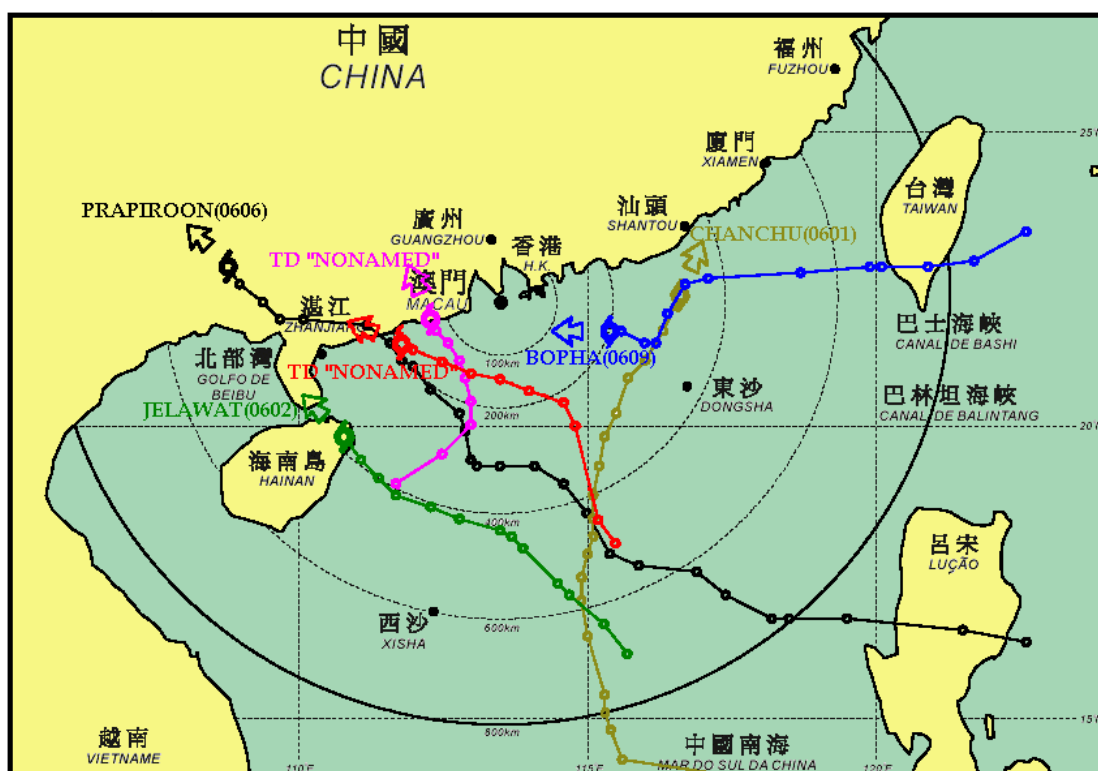 中國
CHINA
福州
FUZHOU
廈門
XIAMEN
25°
台灣
TAIWAN
汕頭
SHANTOU
PRAPIROON(0606)
廣州
GUANGZHOU
香港
H.K.
CHANCHU(0601)
TD "NONAMED"
澳門
MACAU
湛江
ZHANJIANG
巴士海峽
CANAL DE BASHI
北部灣
GOLFO DE
BEIBU
TD "NONAMED"
100km
BOPHA(0609)
東沙
DONGSHA
巴林坦海峽
CANAL DE BALINTANG
JELAWAT(0602)
200km
20°
海南島
HAINAN
400km
呂宋
LUÇÃO
西沙
XISHA
600km
15°
800km
越南
VIETNAME
中國南海
MAR DO SUL DA CHINA
110°E
115°E
120°E